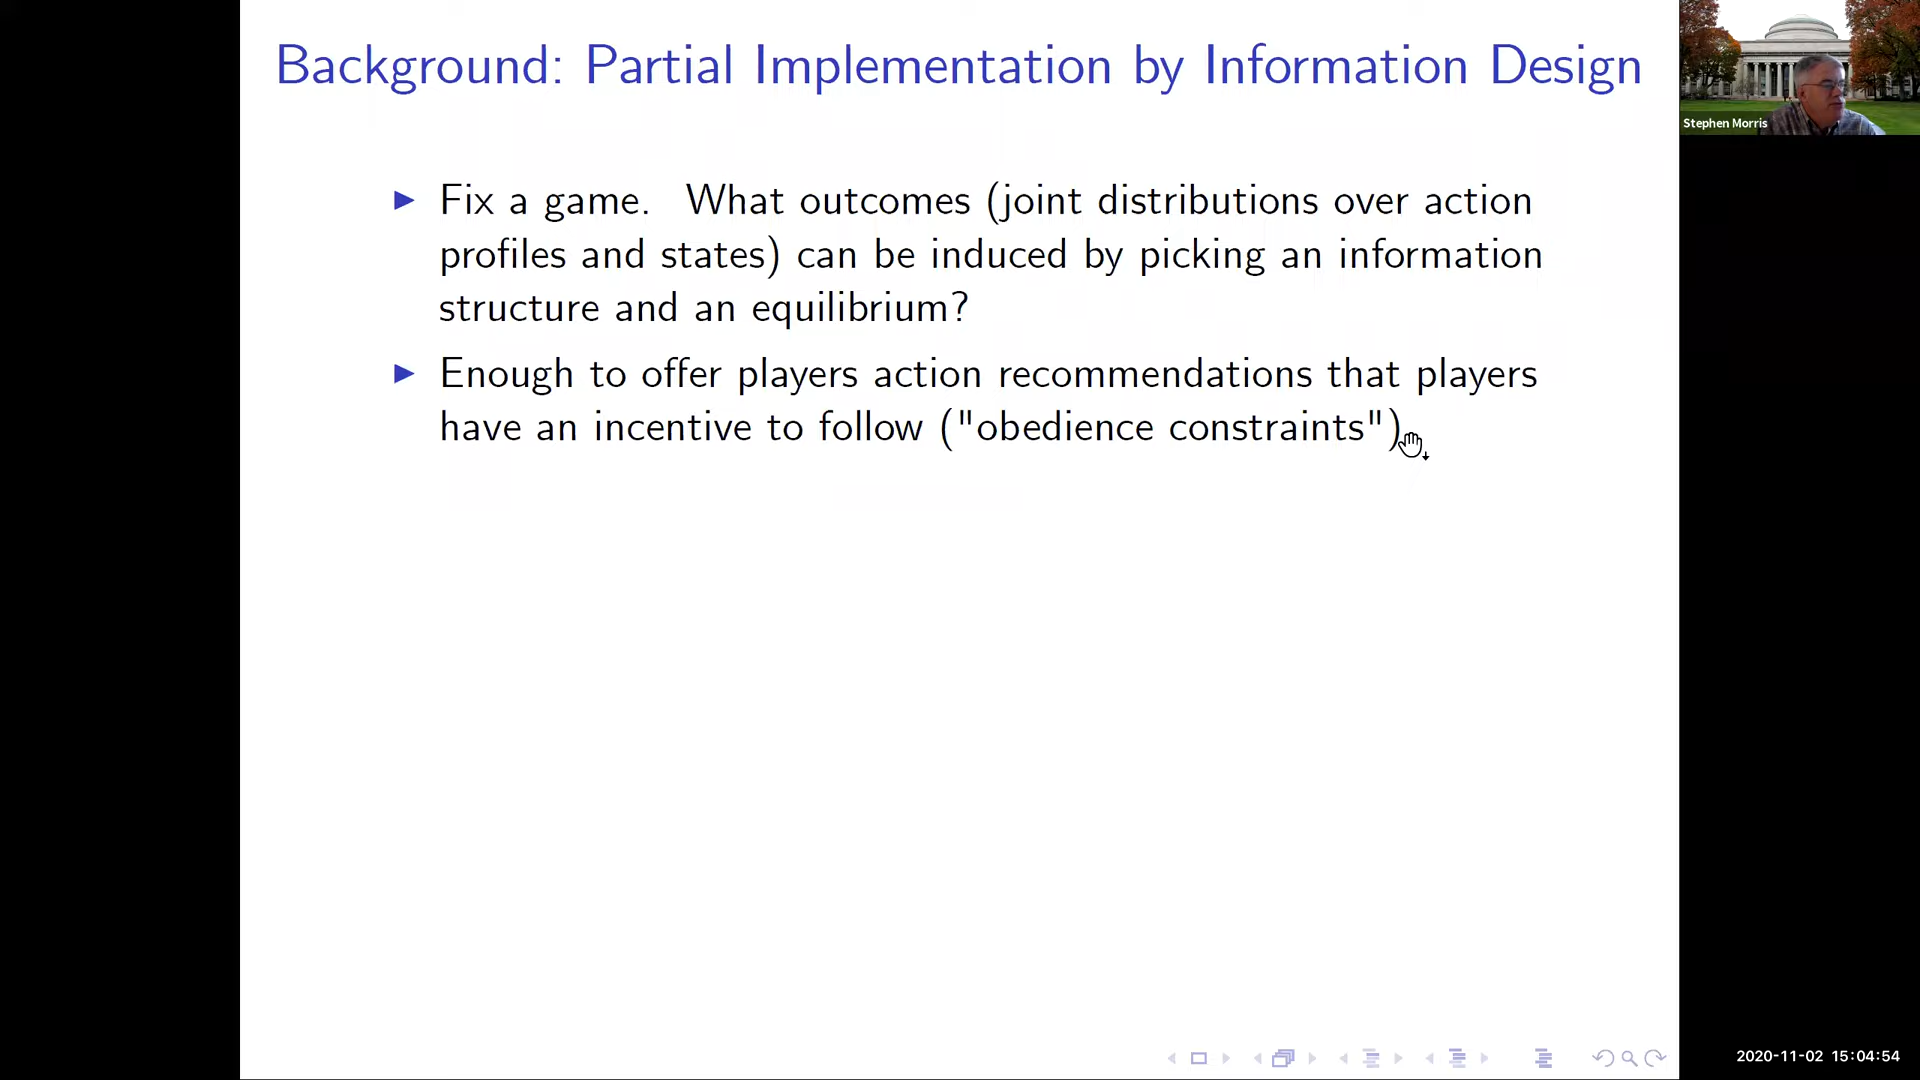 Background: Partial Implementation by Information Design
Stephen Morris
Fix a game. What outcomes (joint distributions over action
profiles and states) can be induced by picking an information
structure and an equilibrium?
Enough to offer players action recommendations that players
have an incentive to follow ("obedience constraints")
2020-11-02 15:04:54